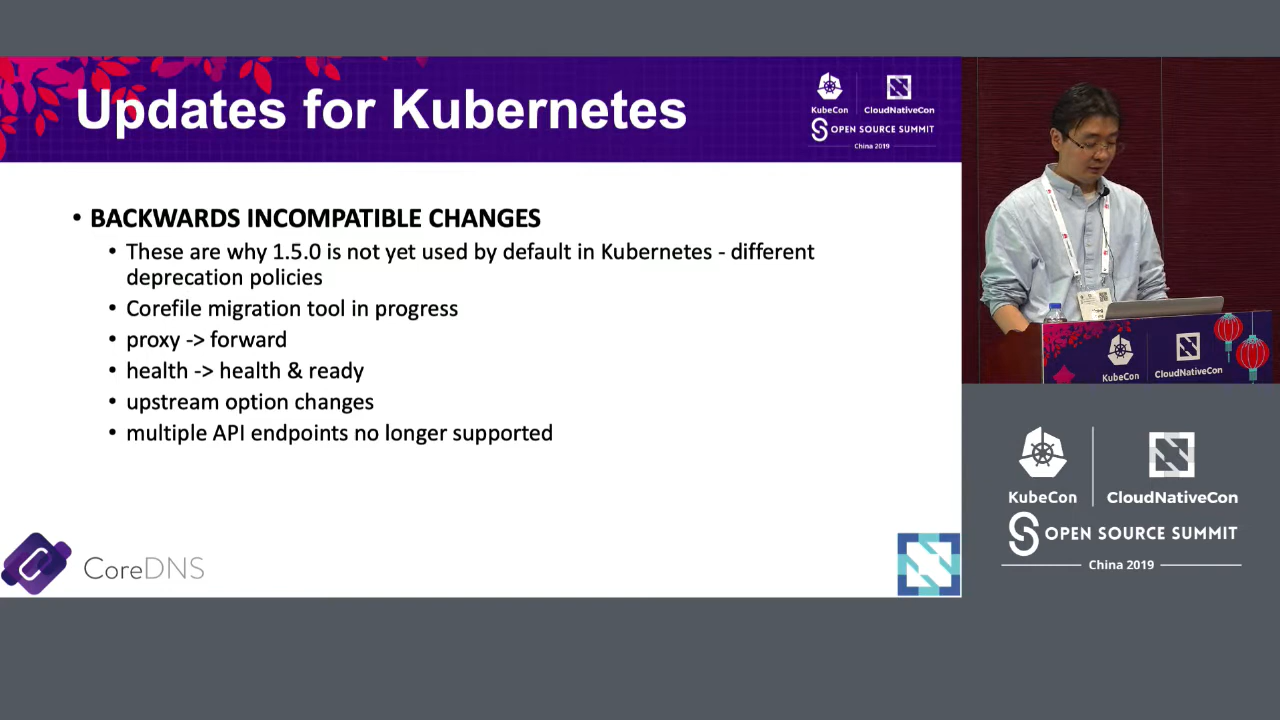 Updates for Kubernetes
KubeCon
CloudNativeCon
OPEN SOURCE SUMMIT
China 2019
• BACKWARDS INCOMPATIBLE CHANGES
• These are why 1.5.0 is not yet used by default in Kubernetes - different
deprecation policies
• Corefile migration tool in progress
• proxy -> forward
• health -> health & ready
• upstream option changes
• multiple API endpoints no longer supported
CoreDNS
KubeCon
CloudNativeCon
KubeCon
CloudNativeCon
OPEN SOURCE SUMMIT
China 2019